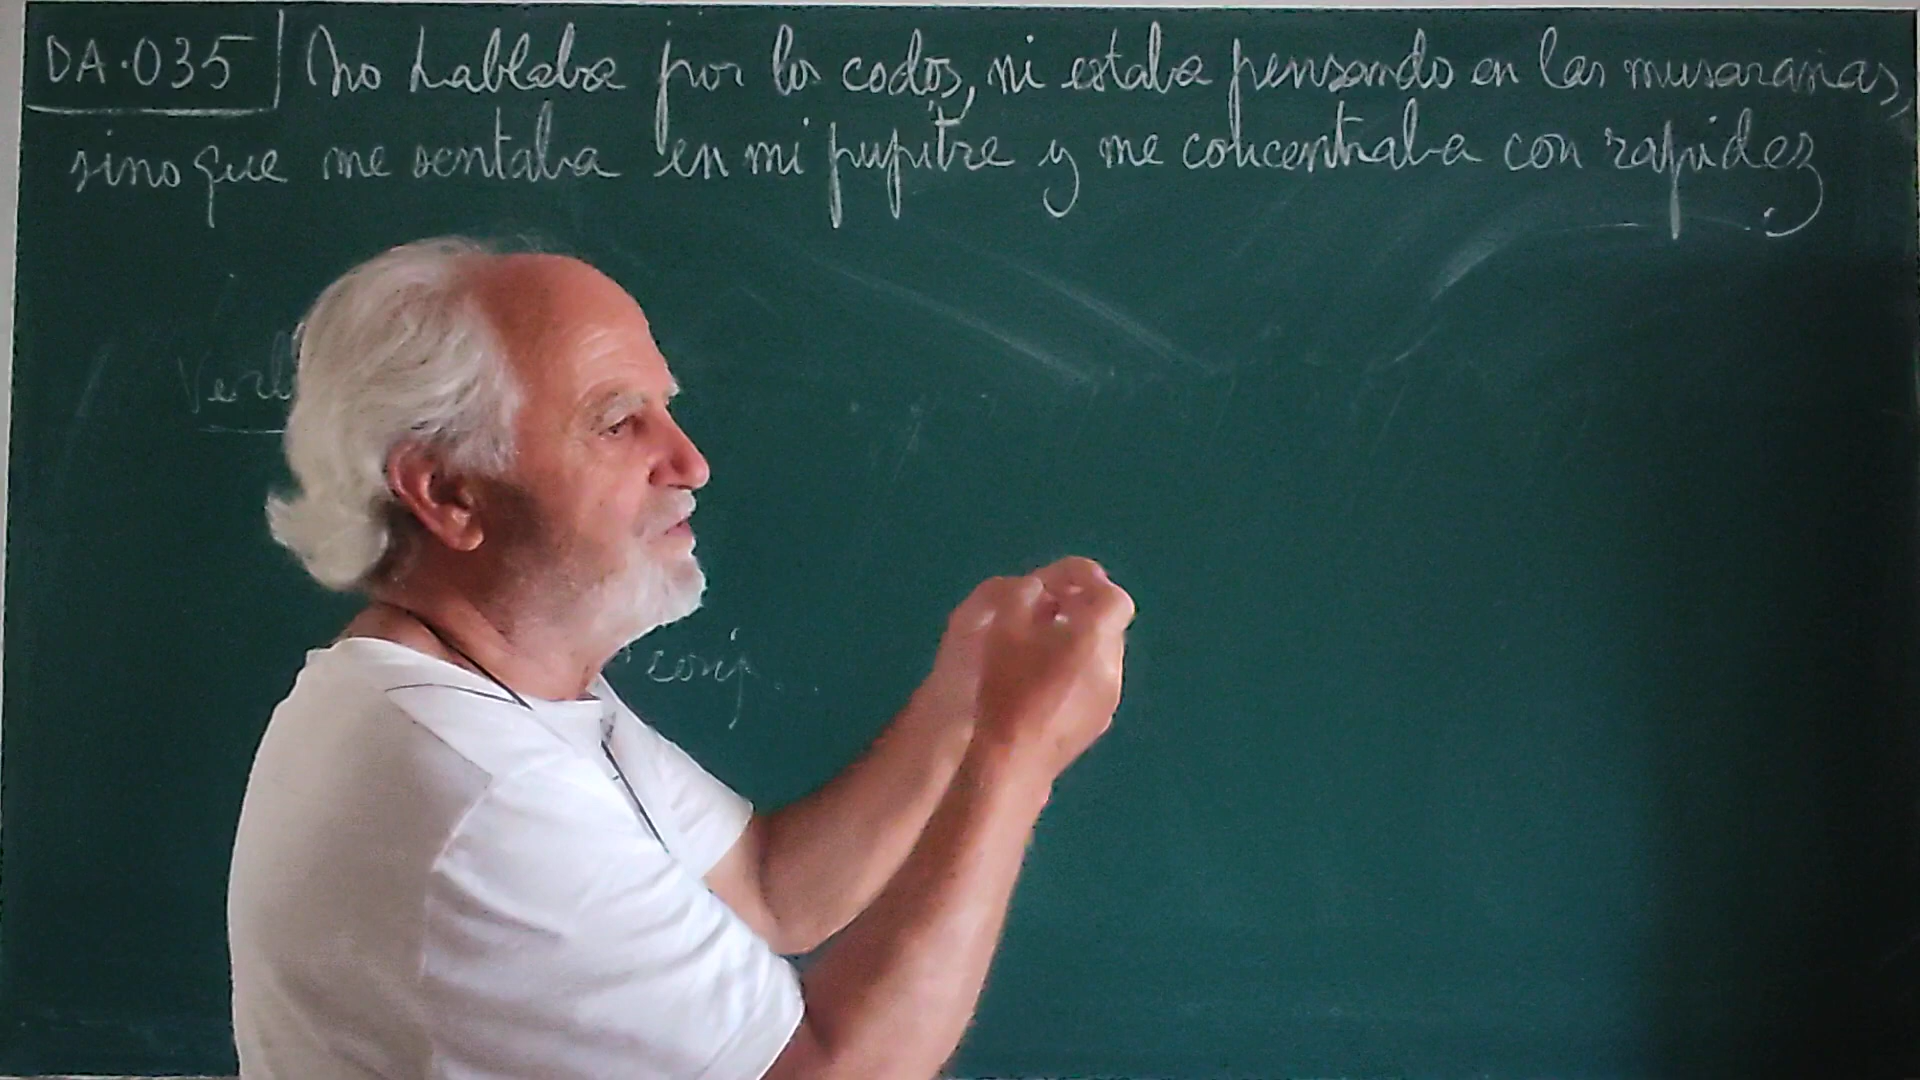 DA.035 No hablaba por los codos, ni estaba pensando en las musarañas,
sino que me sentaba en mi pupitre y me concentraba con rapidez
conj